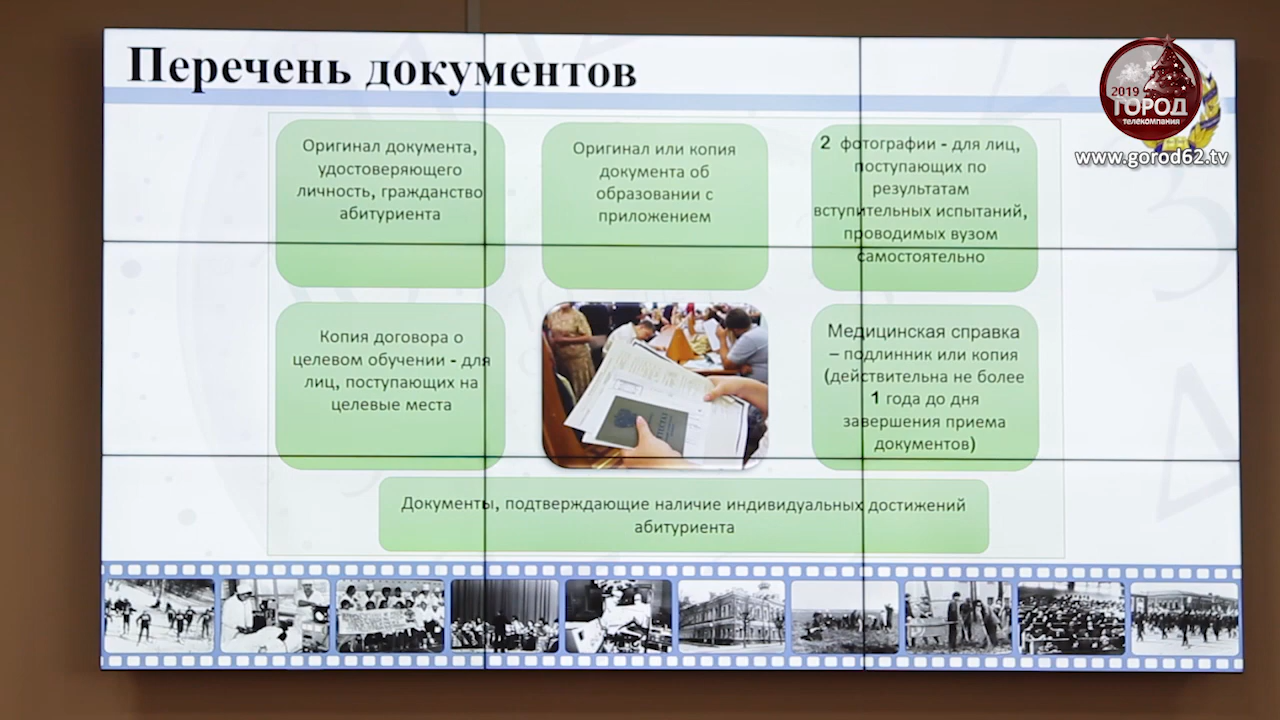 Перечень документов
2019
ГОРОД
телекомпания
www.gorod62.tv
Оригинал документа,
удостоверяющего
личность, гражданство
абитуриента
Оригинал или копия
документа об
образовании с
приложением
2 фотографии - для лиц,
поступающих по
результатам
вступительных испытаний,
проводимых вузом
самостоятельно
Копия договора о
целевом обучении - для
лиц, поступающих на
целевые места
Медицинская справка
– подлинник или копия
(действительна не более
1 года до дня
завершения приема
документов)
Документы, подтверждающие наличие индивидуальных достижений
абитуриента